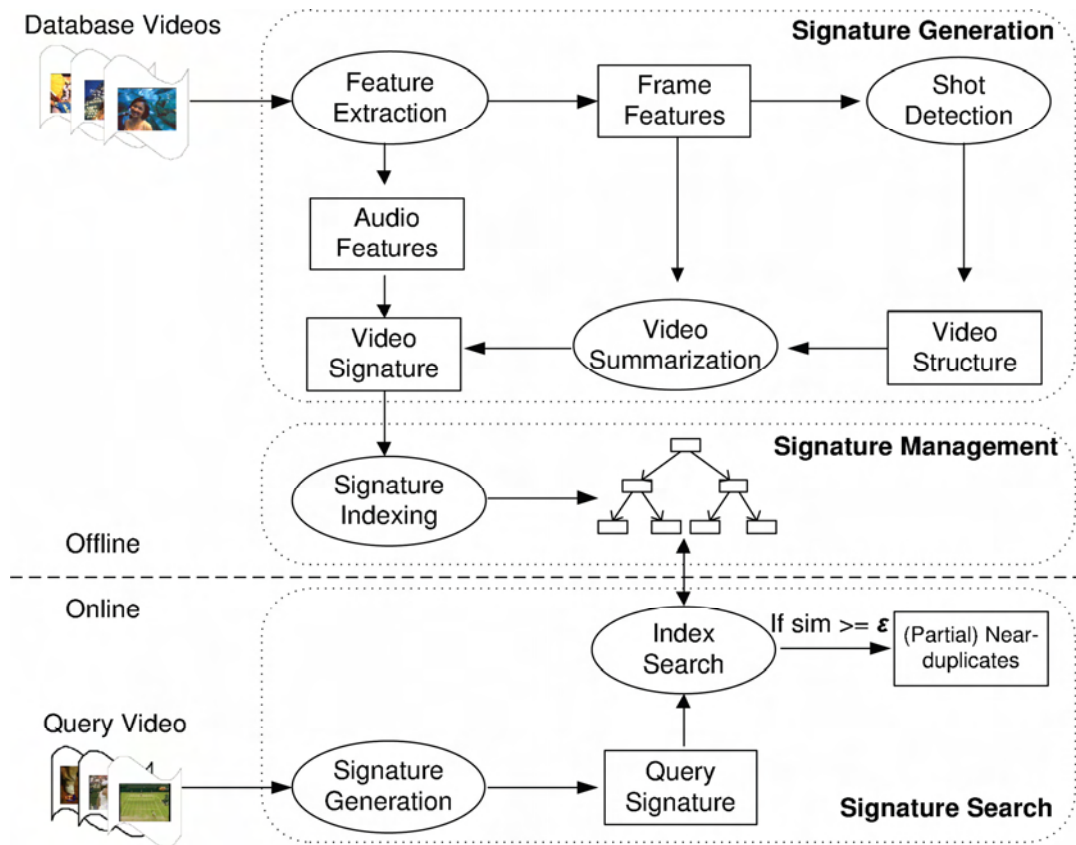 Database Videos
Signature Generation
Feature
Extraction
Frame
Features
Shot
Detection
Audio
Features
Video
Signature
Video
Summarization
Video
Structure
Signature Management
Signature
Indexing
Offline
Online
Index
Search
If sim >= ε
(Partial) Near-
duplicates
Query Video
Signature
Generation
Query
Signature
Signature Search